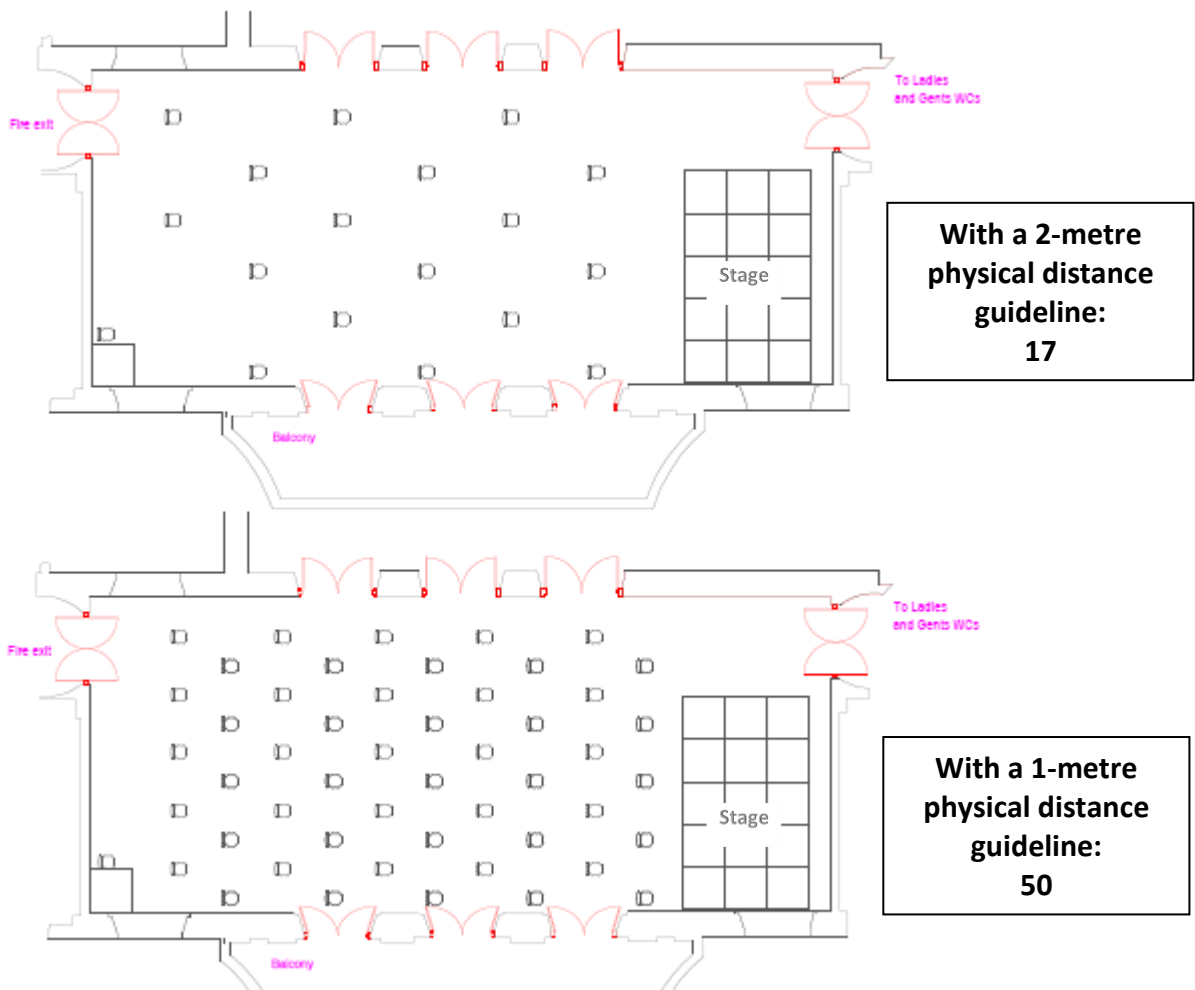 To Ladies
and Gents WCs
Fire exit
With a 2-metre
physical distance
guideline:
17
Stage
Balcony
To Ladies
and Gents WCs
Fire exit
With a 1-metre
physical distance
guideline:
50
Stage
Balcony